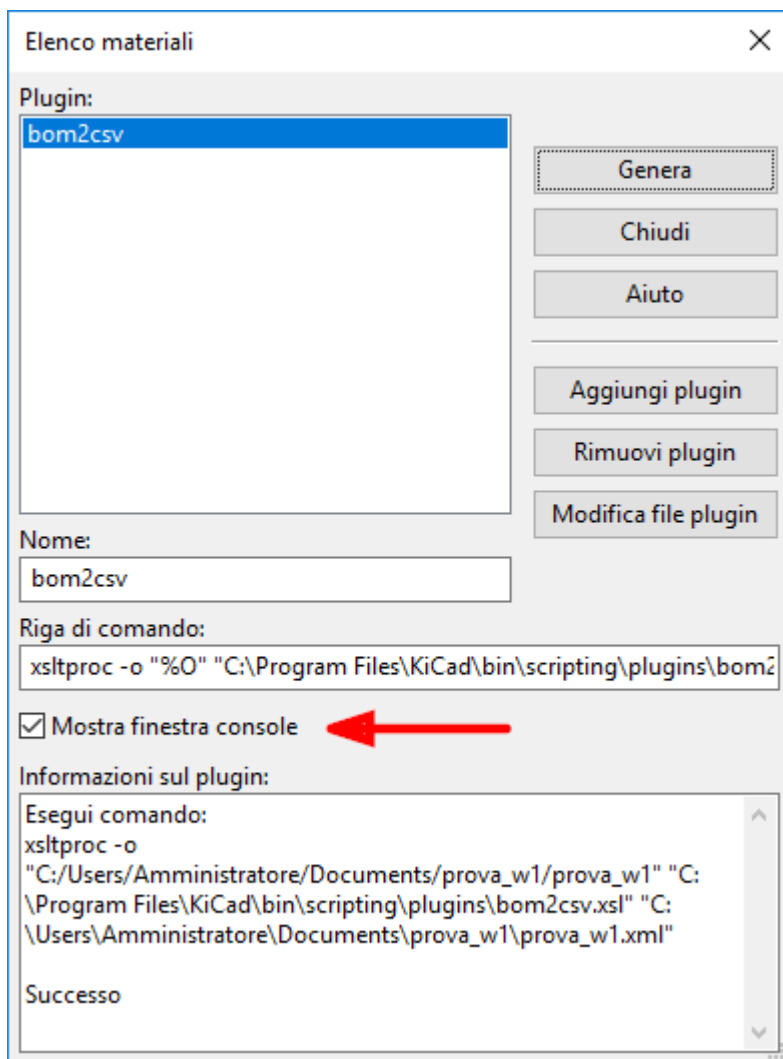 Elenco materiali
Plugin:
bom2csv
Genera
Chiudi
Aiuto
Aggiungi plugin
Rimuovi plugin
Modifica file plugin
Nome:
bom2csv
Riga di comando:
xsltproc -o "%O" "C:\Program Files\KiCad\bin\scripting\plugins\bom2
Mostra finestra console
Informazioni sul plugin:
Esegui comando:
xsltproc -o
"C:/Users/Amministratore/Documents/prova_w1/prova_w1" "C:
\Program Files\KiCad\bin\scripting\plugins\bom2csv.xsl" "C:
\Users\Amministratore\Documents\prova_w1\prova_w1.xml"
Successo